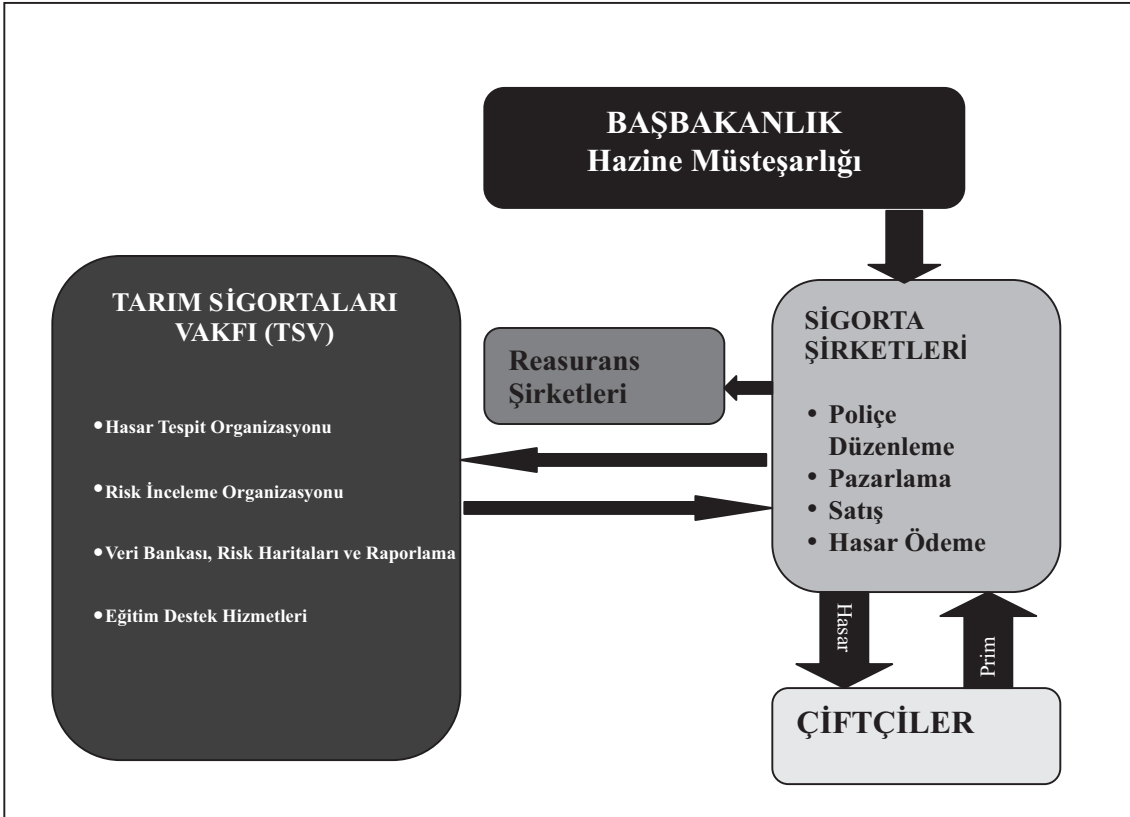 BAŞBAKANLIK
Hazine Müsteşarlığı
TARIM SİGORTALARI
VAKFI (TSV)
• Hasar Tespit Organizasyonu
• Risk İnceleme Organizasyonu
• Veri Bankası, Risk Haritaları ve Raporlama
• Eğitim Destek Hizmetleri
Reasurans
Şirketleri
SİGORTA
ŞİRKETLERİ
• Poliçe
Düzenleme
• Pazarlama
• Satış
• Hasar Ödeme
Hasar
Prim
ÇİFTÇİLER